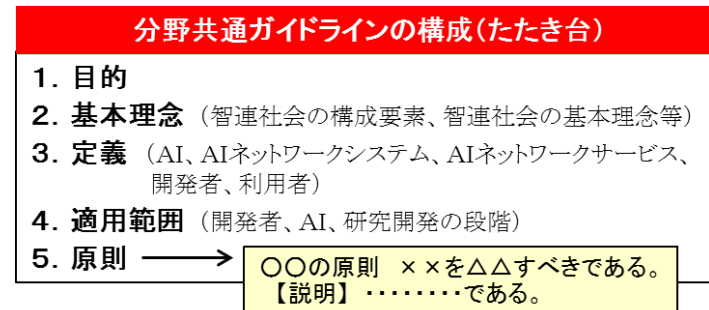 分野共通ガイドラインの構成（たたき台）
１．目的
２．基本理念（智連社会の構成要素、智連社会の基本理念等）
３．定義（AI、AIネットワークシステム、AIネットワークサービス、
開発者、利用者）
４．適用範囲（開発者、AI、研究開発の段階）
５．原則
〇〇の原則　××を△△すべきである。
【説明】・・・・・・・・である。